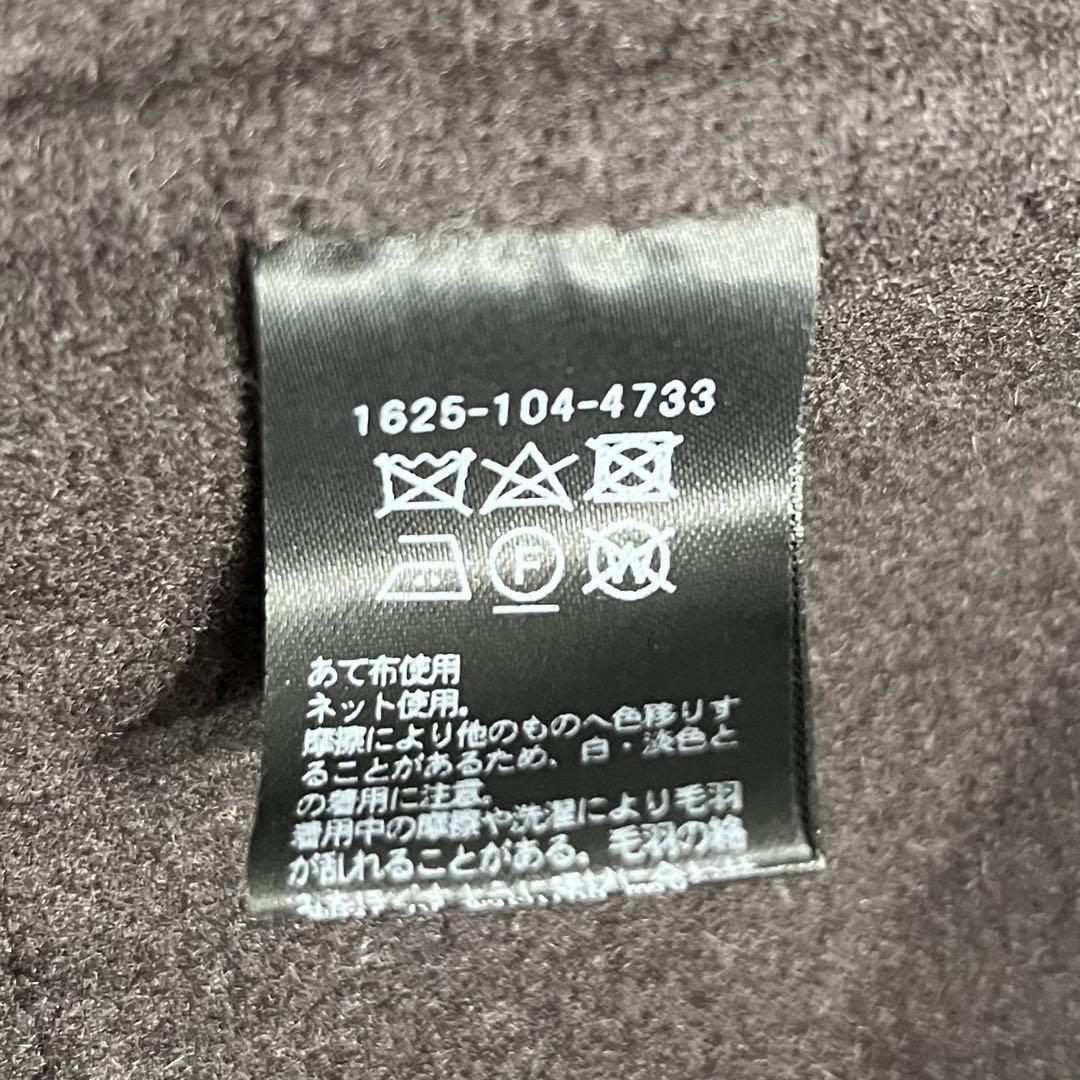 1625-104-4733
F
W
あて布使用
ネット使用。
摩擦により他のものへ色移りす
ることがあるため、白・淡色と
の着用に注意。
着用中の摩擦や洗濯により毛羽
が乱れることがある。毛羽の絡